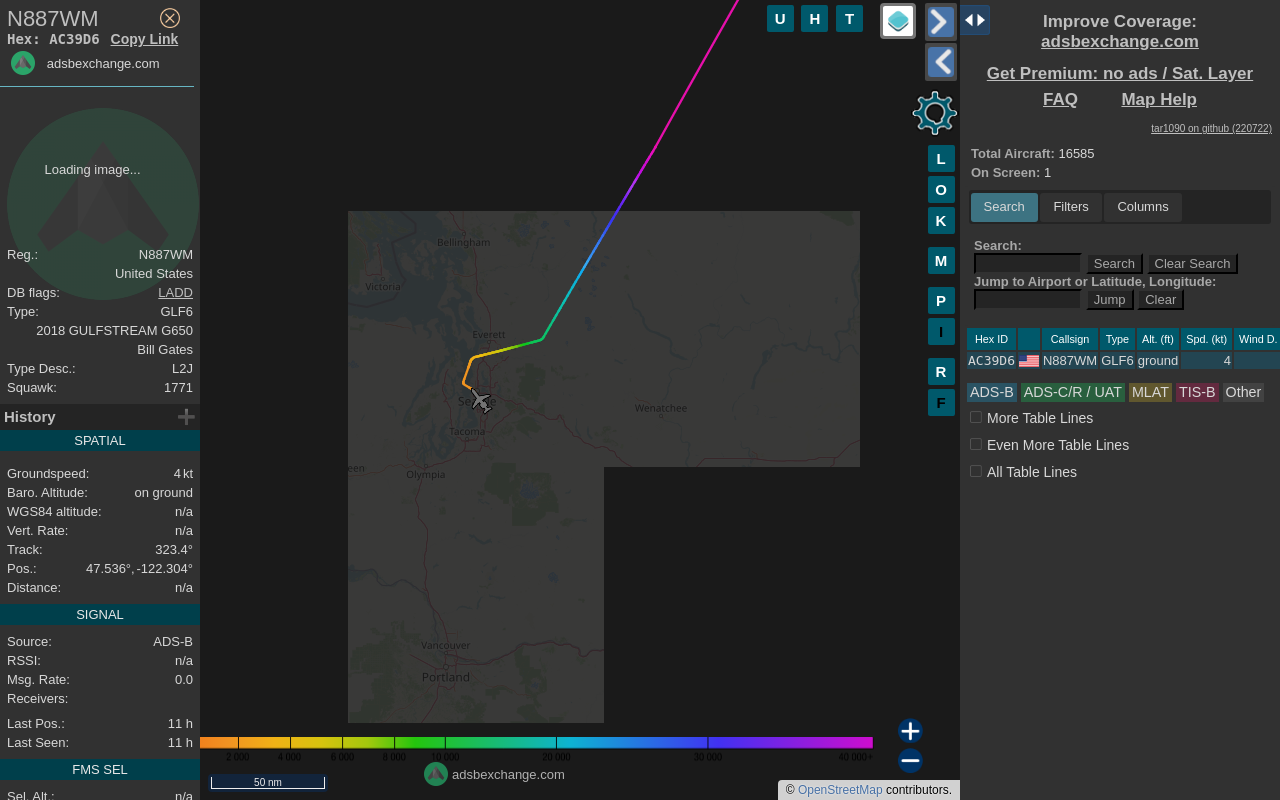 N887WM
Hex: AC39D6 Copy Link
adsbexchange.com
Loading image...
Reg.: N887WM
United States
DB flags: LADD
Type: GLF6
2018 GULFSTREAM G650
Bill Gates
Type Desc.: L2J
Squawk: 1771
History
SPATIAL
Groundspeed: 4 kt
Baro. Altitude: on ground
WGS84 altitude: n/a
Vert. Rate: n/a
Track: 323.4°
Pos.: 47.536°, -122.304°
Distance: n/a
SIGNAL
Source: ADS-B
RSSI: n/a
Msg. Rate: 0.0
Receivers:
Last Pos.: 11 h
Last Seen: 11 h
FMS SEL
Sel. Alt.: n/a
U H T
L
O
K
M
P
I
R
F
Bellingham
Victoria
Everett
Wenatchee
Tacoma
Olympia
Vancouver
Portland
2 000 4 000 6 000 8 000 10 000 20 000 30 000 40 000+
adsbexchange.com
50 nm
© OpenStreetMap contributors.
Improve Coverage:
adsbexchange.com
Get Premium: no ads / Sat. Layer
FAQ Map Help
tar1090 on github (220722)
Total Aircraft: 16585
On Screen: 1
Search Filters Columns
Search:
Search Clear Search
Jump to Airport or Latitude, Longitude:
Jump Clear
Hex ID Callsign Type Alt. (ft) Spd. (kt) Wind D.
AC39D6 N887WM GLF6 ground 4
ADS-B ADS-C/R / UAT MLAT TIS-B Other
More Table Lines
Even More Table Lines
All Table Lines